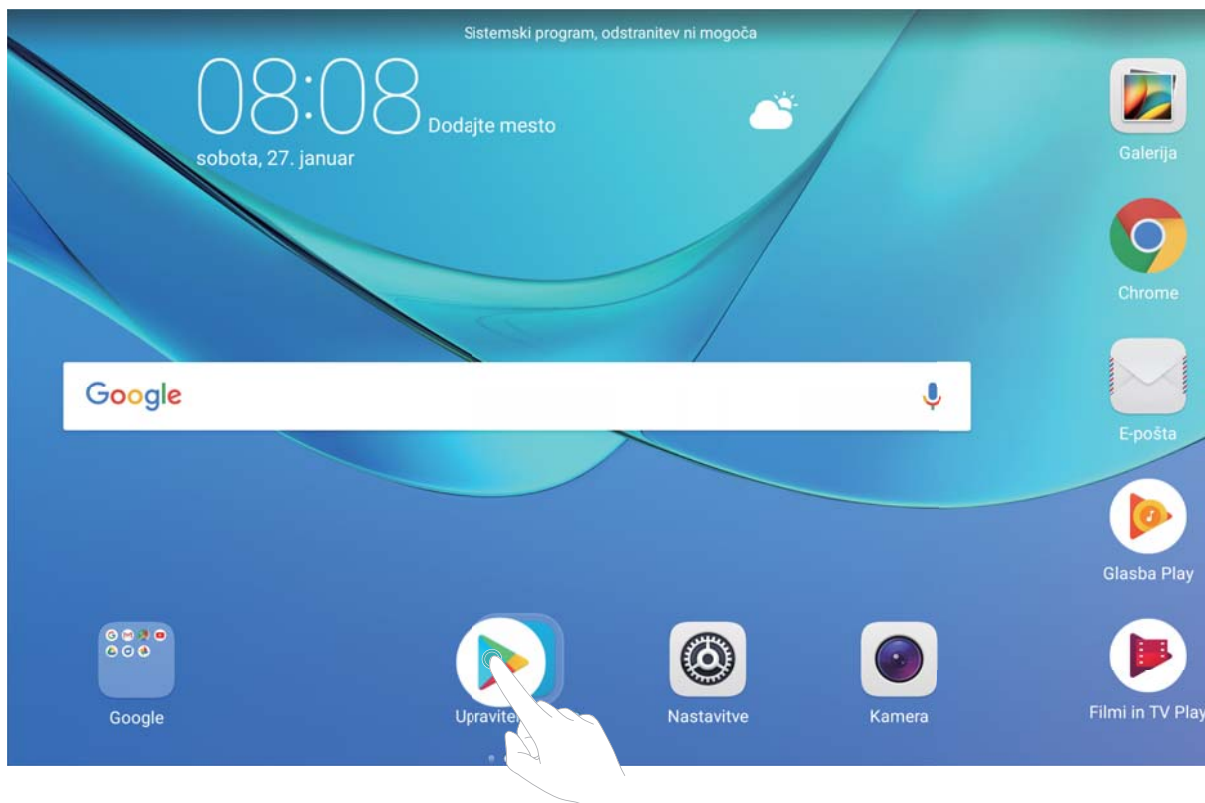 Sistemski program, odstranitev ni mogoča
08:08
Dodajte mesto
sobota, 27. januar
Galerija
Chrome
Google
E-pošta
Glasba Play
Google
Nastavitve
Kamera
Filmi in TV Play